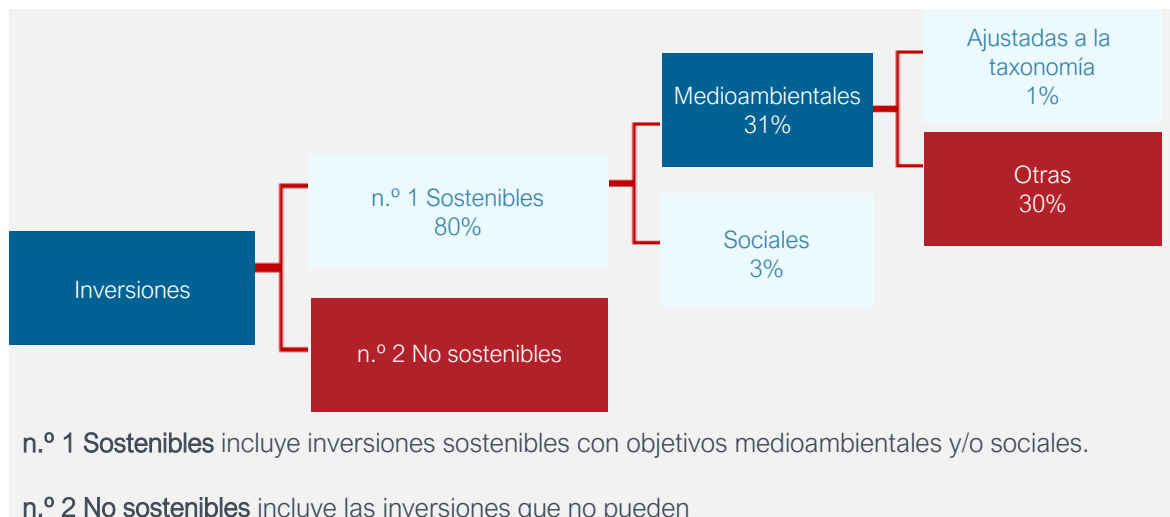 Inversiones
n.º 1 Sostenibles
80%
n.º 2 No sostenibles
Medioambientales
31%
Sociales
3%
Ajustadas a la
taxonomía
1%
Otras
30%
n.º 1 Sostenibles incluye inversiones sostenibles con objetivos medioambientales y/o sociales.
n.º 2 No sostenibles incluye las inversiones que no pueden